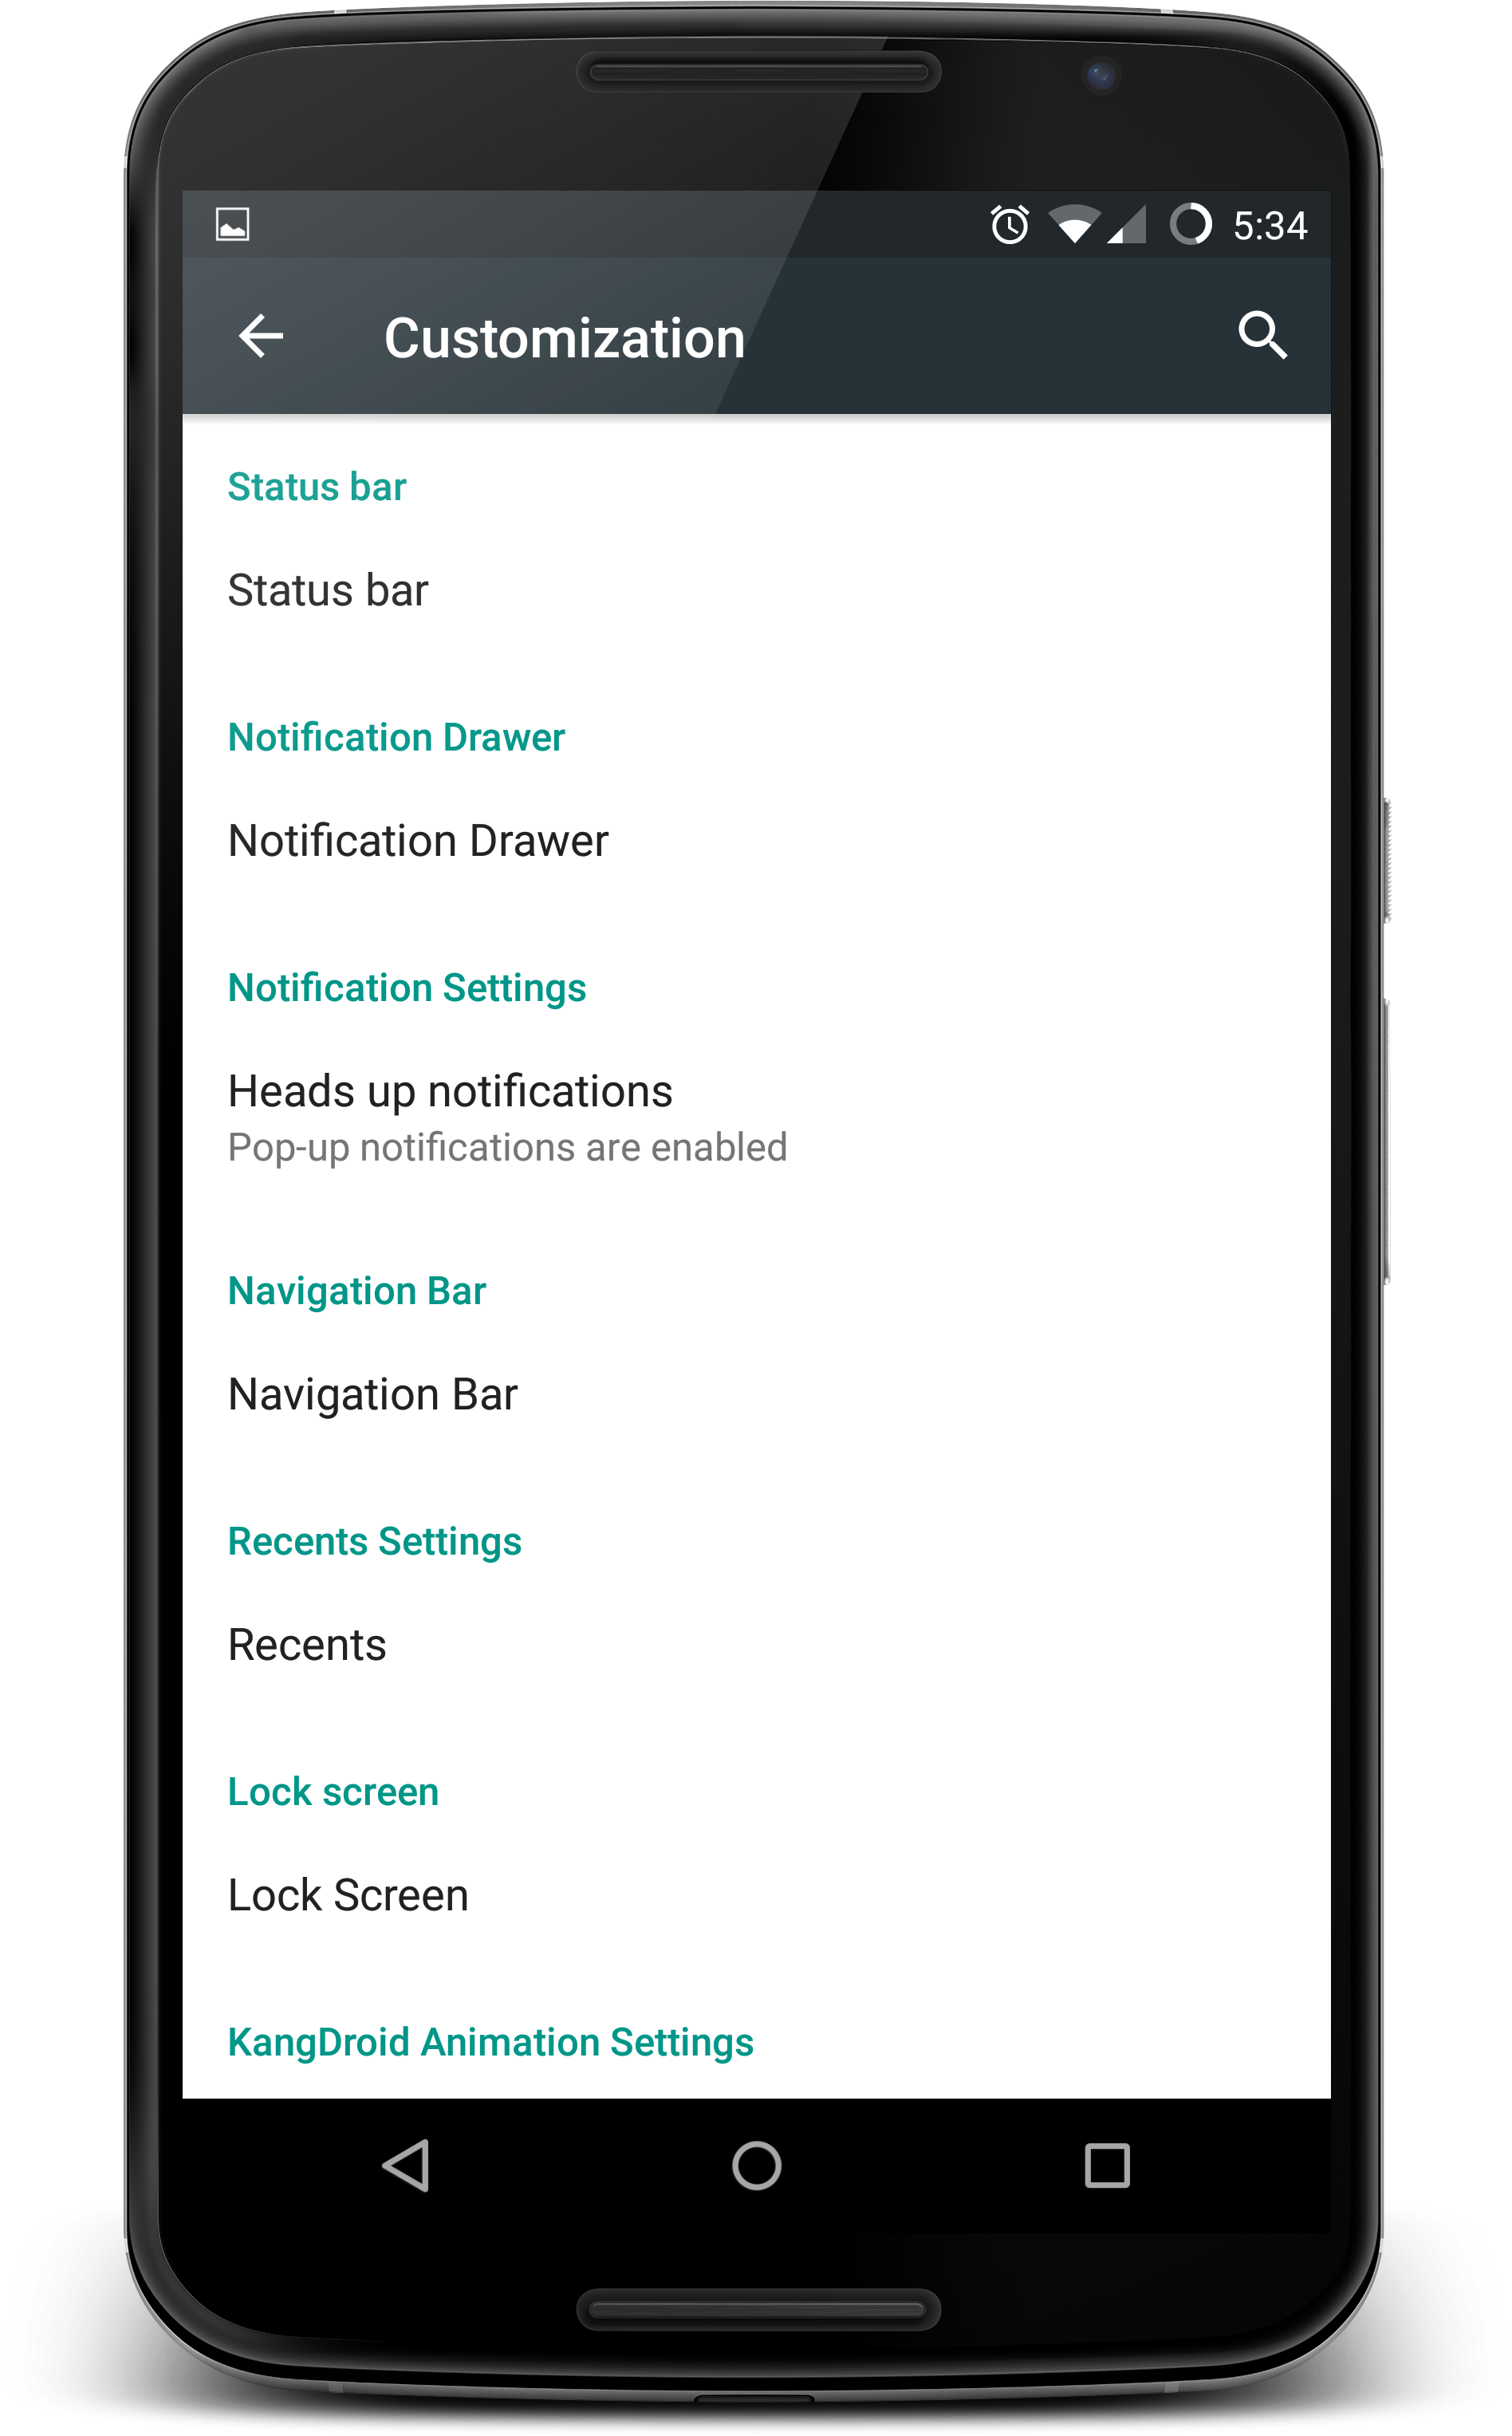 5:34
Customization
Status bar
Status bar
Notification Drawer
Notification Drawer
Notification Settings
Heads up notifications
Pop-up notifications are enabled
Navigation Bar
Navigation Bar
Recents Settings
Recents
Lock screen
Lock Screen
KangDroid Animation Settings